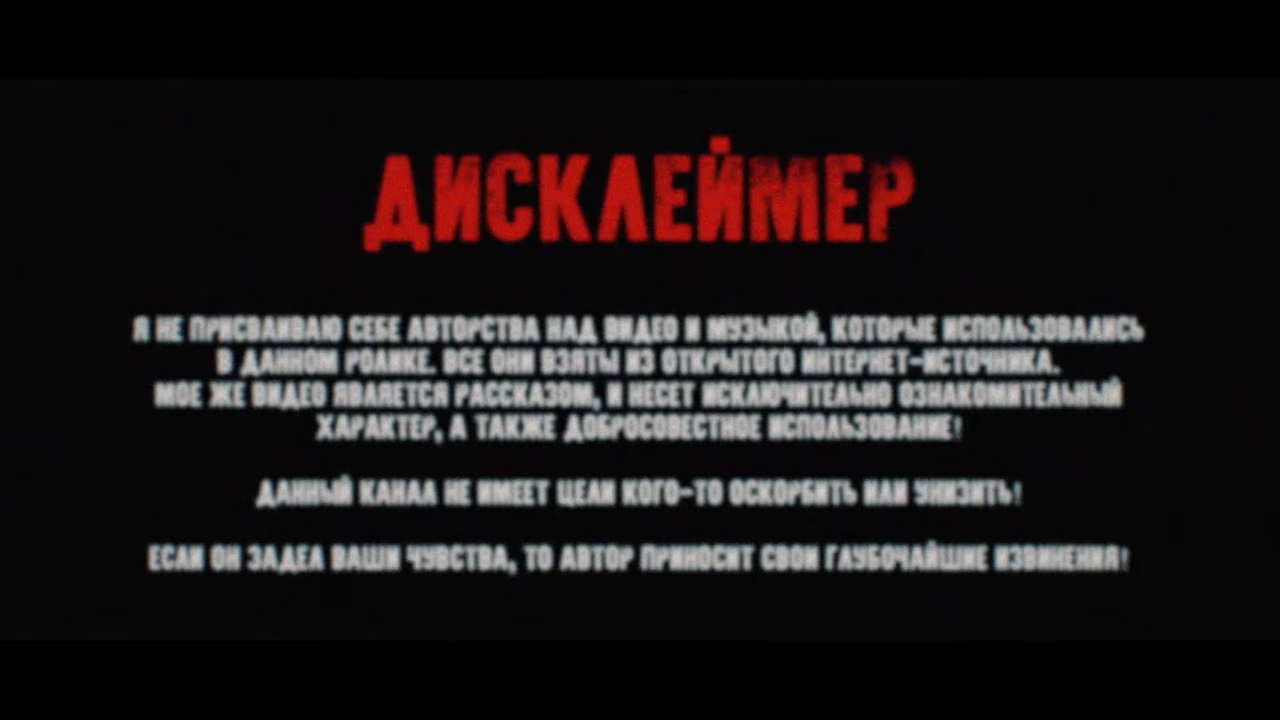 ДИСКЛЕЙМЕР
Я НЕ ПРИСВАИВАЮ СЕБЕ АВТОРСТВА НАД ВИДЕО И МУЗЫКОЙ, КОТОРЫЕ ИСПОЛЬЗОВАЛИСЬ
В ДАННОМ РОЛИКЕ. ВСЕ ОНИ ВЗЯТЫ ИЗ ОТКРЫТОГО ИНТЕРНЕТ-ИСТОЧНИКА.
МОЕ ЖЕ ВИДЕО ЯВЛЯЕТСЯ РАССКАЗОМ, И НЕСЕТ ИСКЛЮЧИТЕЛЬНО ОЗНАКОМИТЕЛЬНЫЙ
ХАРАКТЕР, А ТАКЖЕ ДОБРОСОВЕСТНОЕ ИСПОЛЬЗОВАНИЕ!
ДАННЫЙ КАНАЛ НЕ ИМЕЕТ ЦЕЛИ КОГО-ТО ОСКОРБИТЬ ИЛИ УНИЗИТЬ!
ЕСЛИ ОН ЗАДЕЛ ВАШИ ЧУВСТВА, ТО АВТОР ПРИНОСИТ СВОИ ГЛУБОЧАЙШИЕ ИЗВИНЕНИЯ!